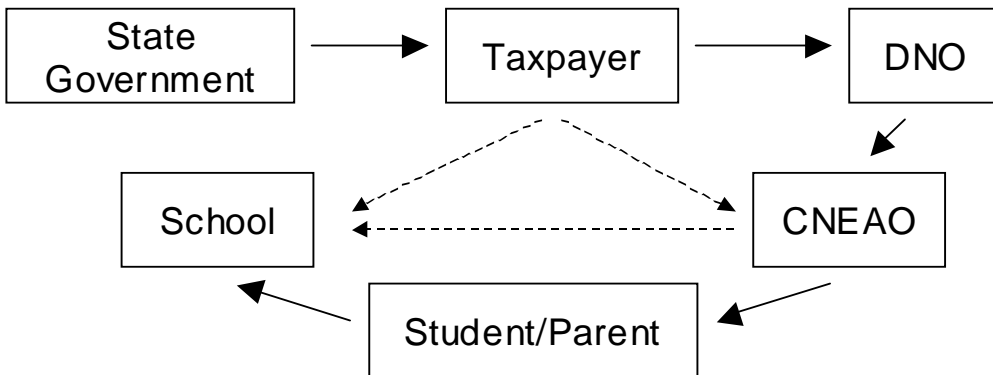 State
Government
Taxpayer
DNO
School
CNEAO
Student/Parent